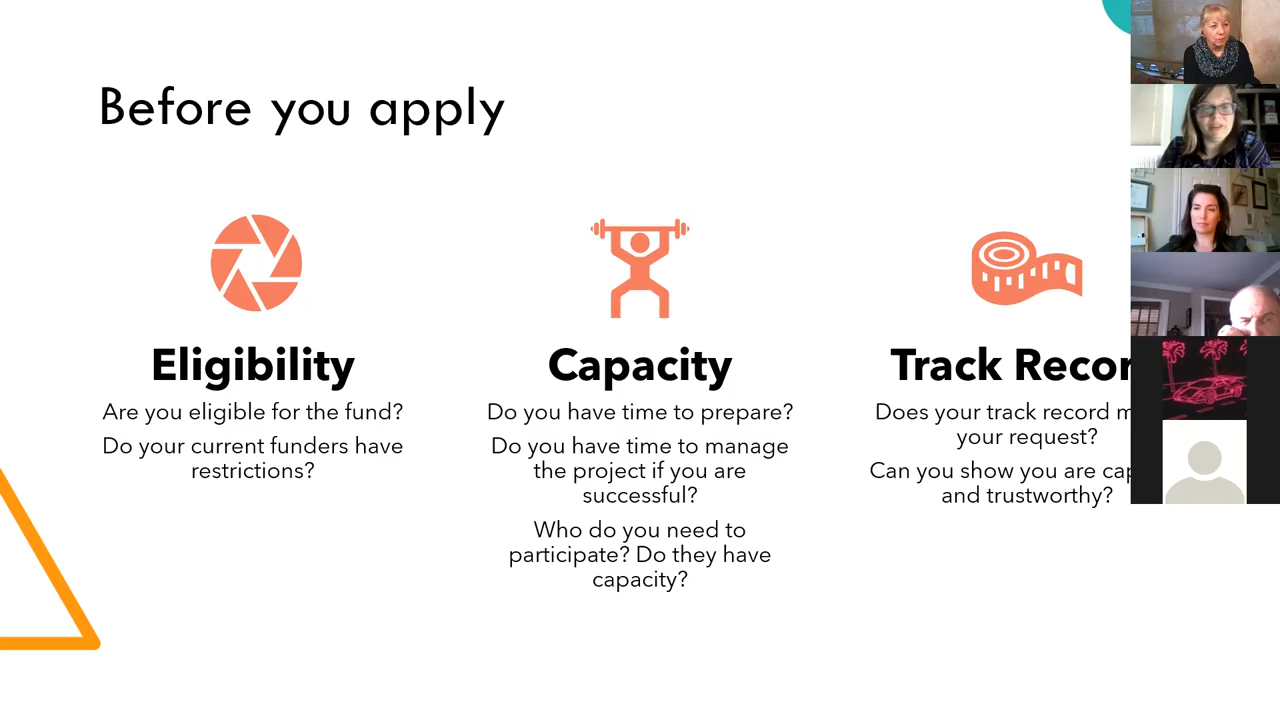 Before you apply
Eligibility
Are you eligible for the fund?
Do your current funders have
restrictions?
Capacity
Do you have time to prepare?
Do you have time to manage
the project if you are
successful?
Who do you need to
participate? Do they have
capacity?
Track Recor
Does your track record m
your request?
Can you show you are cap
and trustworthy?